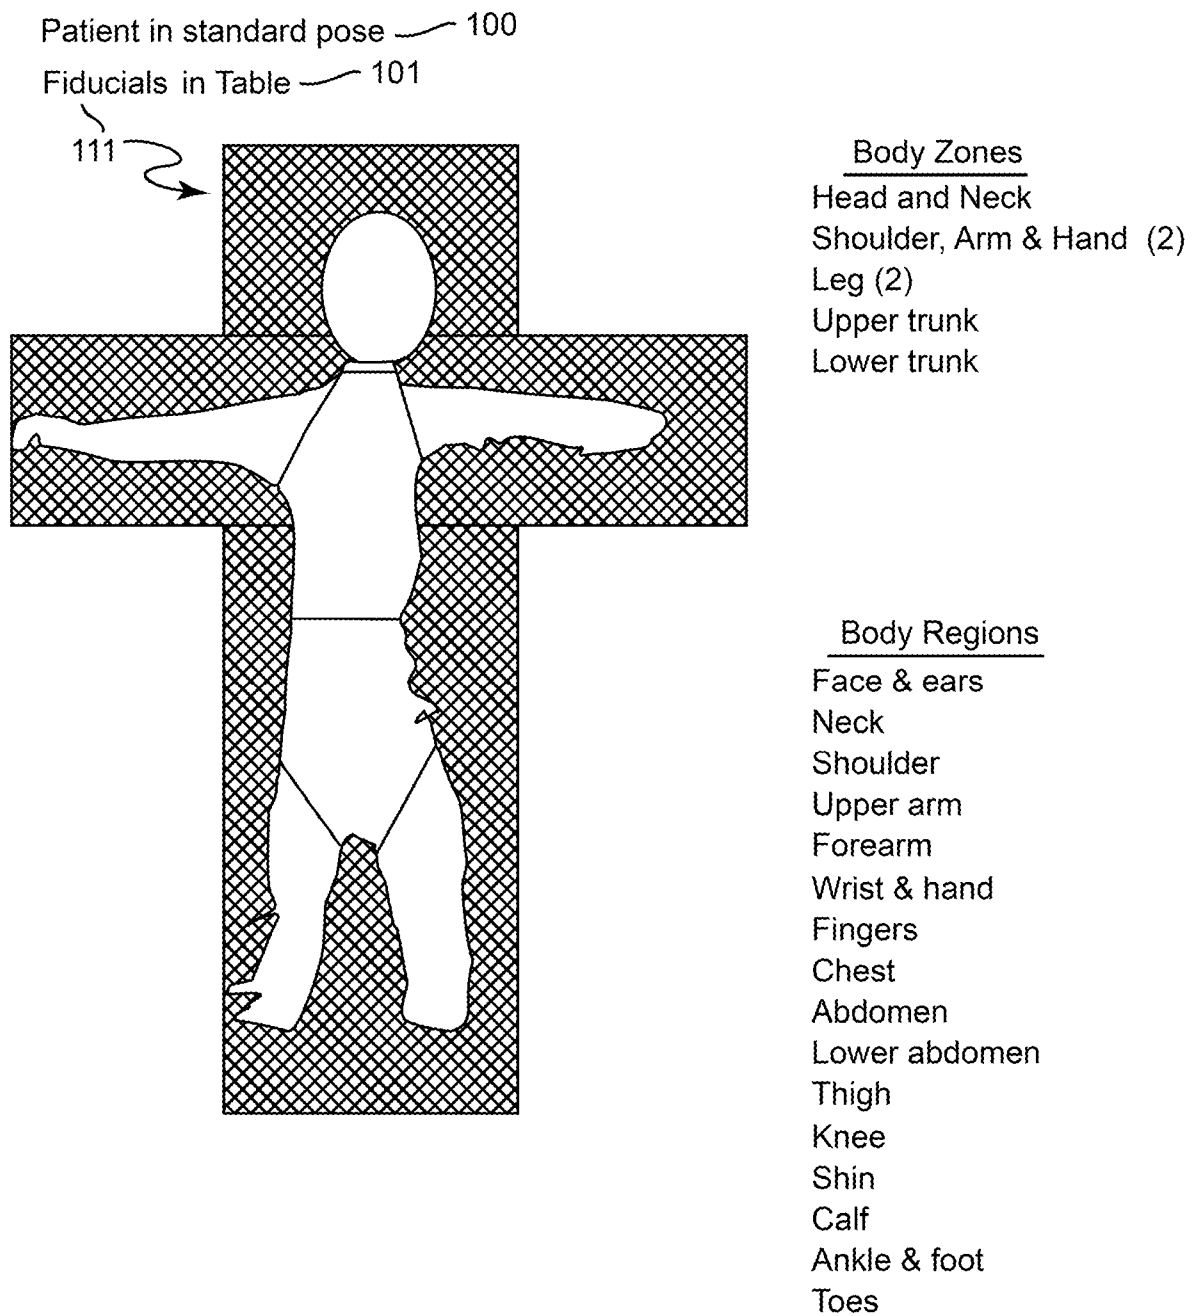 Patient in standard pose 100
Fiducials in Table 101
111
Body Zones
Head and Neck
Shoulder, Arm & Hand (2)
Leg (2)
Upper trunk
Lower trunk
Body Regions
Face & ears
Neck
Shoulder
Upper arm
Forearm
Wrist & hand
Fingers
Chest
Abdomen
Lower abdomen
Thigh
Knee
Shin
Calf
Ankle & foot
Toes